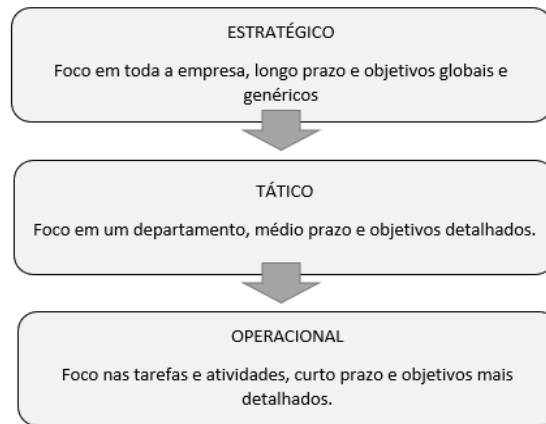 ESTRATÉGICO
Foco em toda a empresa, longo prazo e objetivos globais e
genéricos
TÁTICO
Foco em um departamento, médio prazo e objetivos detalhados.
OPERACIONAL
Foco nas tarefas e atividades, curto prazo e objetivos mais
detalhados.